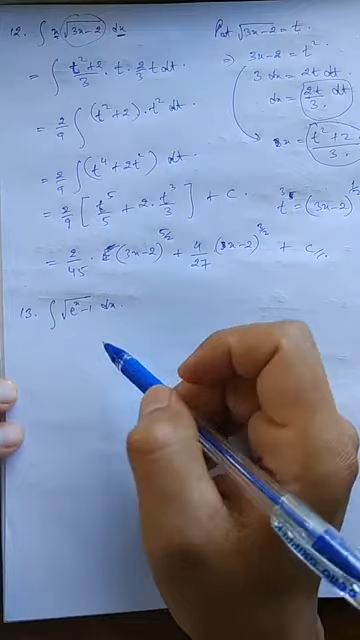 12. ∫ x √3x-2 dx
Put √3x-2 = t.
⇒ 3x-2 = t²
3 dx = 2t dt
dx = 2t/3 dt
x = t²+2/3.
= ∫ t²+2/3 . t . 2/3 t dt
= 2/9 ∫ (t²+2) . t² dt
= 2/9 ∫ (t⁴ + 2t²) dt.
= 2/9 [ t⁵/5 + 2 . t³/3 ] + C.
t = (3x-2)^1/2
= 2/45 . (3x-2)^5/2 + 4/27 (3x-2)^3/2 + C//
13. ∫ √e^x-1 dx.